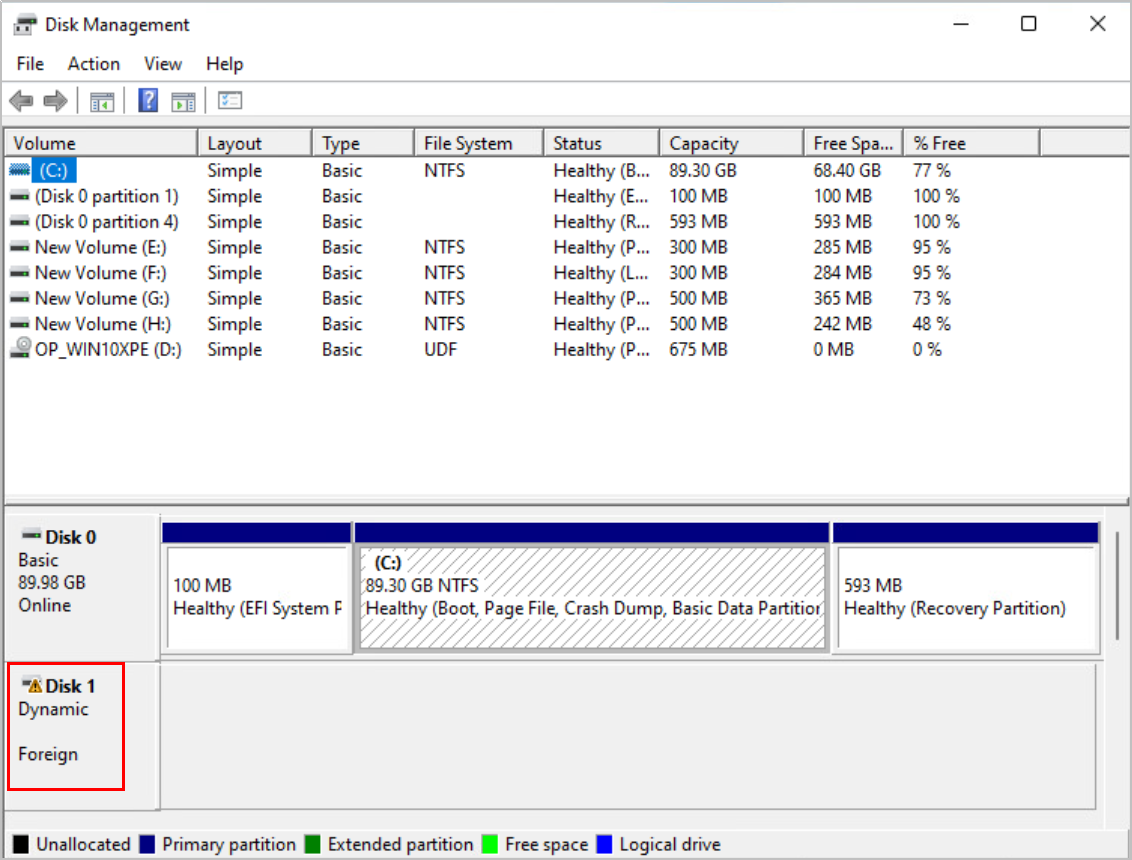 Disk Management
File Action View Help
Volume Layout Type File System Status Capacity Free Spa... % Free
(C:) Simple Basic NTFS Healthy (B... 89.30 GB 68.40 GB 77 %
(Disk 0 partition 1) Simple Basic Healthy (E... 100 MB 100 MB 100 %
(Disk 0 partition 4) Simple Basic Healthy (R... 593 MB 593 MB 100 %
New Volume (E:) Simple Basic NTFS Healthy (P... 300 MB 285 MB 95 %
New Volume (F:) Simple Basic NTFS Healthy (L... 300 MB 284 MB 95 %
New Volume (G:) Simple Basic NTFS Healthy (P... 500 MB 365 MB 73 %
New Volume (H:) Simple Basic NTFS Healthy (P... 500 MB 242 MB 48 %
OP_WIN10XPE (D:) Simple Basic UDF Healthy (P... 675 MB 0 MB 0 %
Disk 0
Basic
89.98 GB
Online
100 MB
Healthy (EFI System P
(C:)
89.30 GB NTFS
Healthy (Boot, Page File, Crash Dump, Basic Data Partition
593 MB
Healthy (Recovery Partition)
Disk 1
Dynamic
Foreign
Unallocated Primary partition Extended partition Free space Logical drive